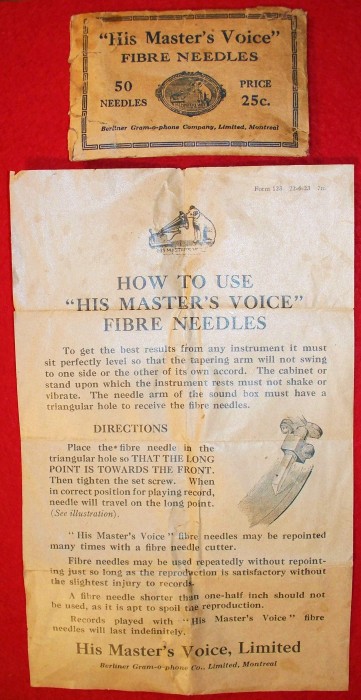 "His Master's Voice"
FIBRE NEEDLES
50 PRICE
NEEDLES 25c.
Berliner Gram-o-phone Company, Limited, Montreal
Form 133
HIS MASTER'S VOICE
HOW TO USE
"HIS MASTER'S VOICE"
FIBRE NEEDLES
To get the best results from any instrument it must
sit perfectly level so that the tapering arm will not swing
to one side or the other of its own accord. The cabinet or
stand upon which the instrument rests must not shake or
vibrate. The needle arm of the sound box must have a
triangular hole to receive the fibre needles.
DIRECTIONS
Place the fibre needle in the
triangular hole so THAT THE LONG
POINT IS TOWARDS THE FRONT.
Then tighten the set screw. When
in correct position for playing record,
needle will travel on the long point.
(See illustration).
"His Master's Voice" fibre needles may be repointed
many times with a fibre needle cutter.
Fibre needles may be used repeatedly without repoint-
ing just so long as the reproduction is satisfactory without
the slightest injury to records.
A fibre needle shorter than one-half inch should not
be used, as it is apt to spoil the reproduction.
Records played with "His Master's Voice" fibre
needles will last indefinitely.
His Master's Voice, Limited
Berliner Gram-o-phone Co., Limited, Montreal